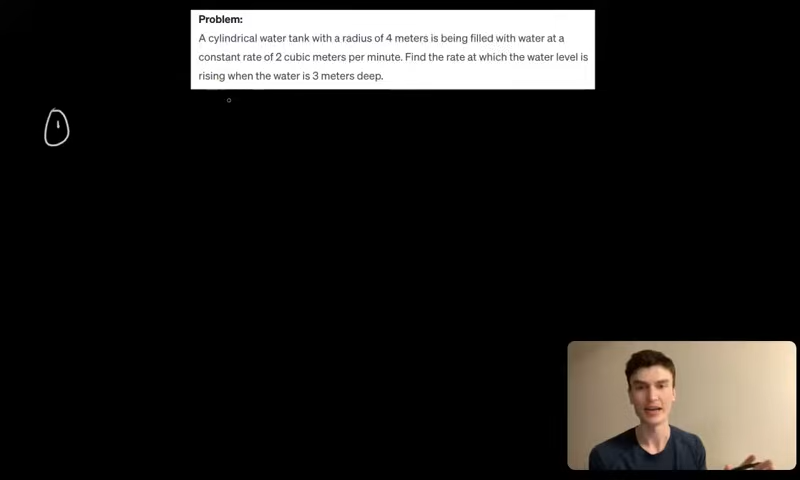 Problem:
A cylindrical water tank with a radius of 4 meters is being filled with water at a
constant rate of 2 cubic meters per minute. Find the rate at which the water level is
rising when the water is 3 meters deep.
1